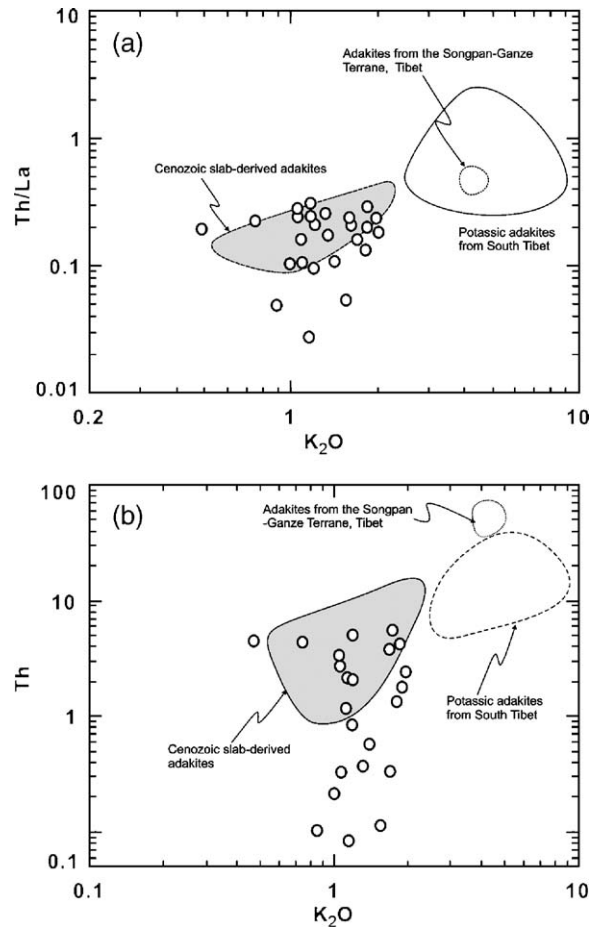 (a)
Adakites from the Songpan-Ganze
Terrane, Tibet
Cenozoic slab-derived adakites
Potassic adakites
from South Tibet
Th/La
10
1
0.1
0.01
0.2
1
10
K₂O
(b)
Adakites from the Songpan
-Ganze Terrane, Tibet
Potassic adakites
from South Tibet
Cenozoic slab-derived
adakites
Th
100
10
1
0.1
0.1
1
10
K₂O